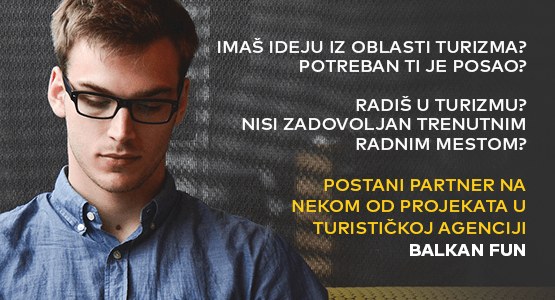 IMAŠ IDEJU IZ OBLASTI TURIZMA?
POTREBAN TI JE POSAO?
RADIŠ U TURIZMU?
NISI ZADOVOLJAN TRENUTNIM
RADNIM MESTOM?
POSTANI PARTNER NA
NEKOM OD PROJEKATA U
TURISTIČKOJ AGENCIJI
BALKAN FUN